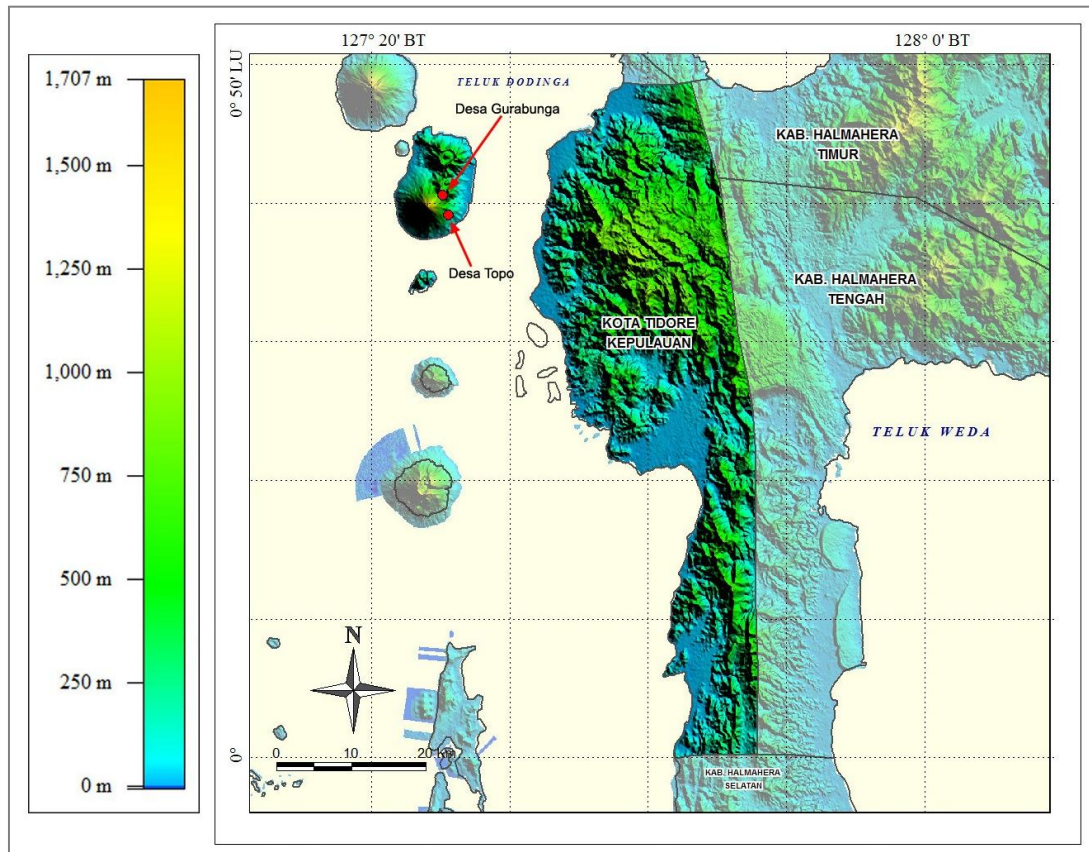 1,707 m
1,500 m
1,250 m
1,000 m
750 m
500 m
250 m
0 m
127° 20' BT
128° 0' BT
0° 50' LU
0°
TELUK DODINGA
Desa Gurabunga
Desa Topo
KAB. HALMAHERA
TIMUR
KAB. HALMAHERA
TENGAH
KOTA TIDORE
KEPULAUAN
TELUK WEDA
N
0 10 20 km
KAB. HALMAHERA
SELATAN